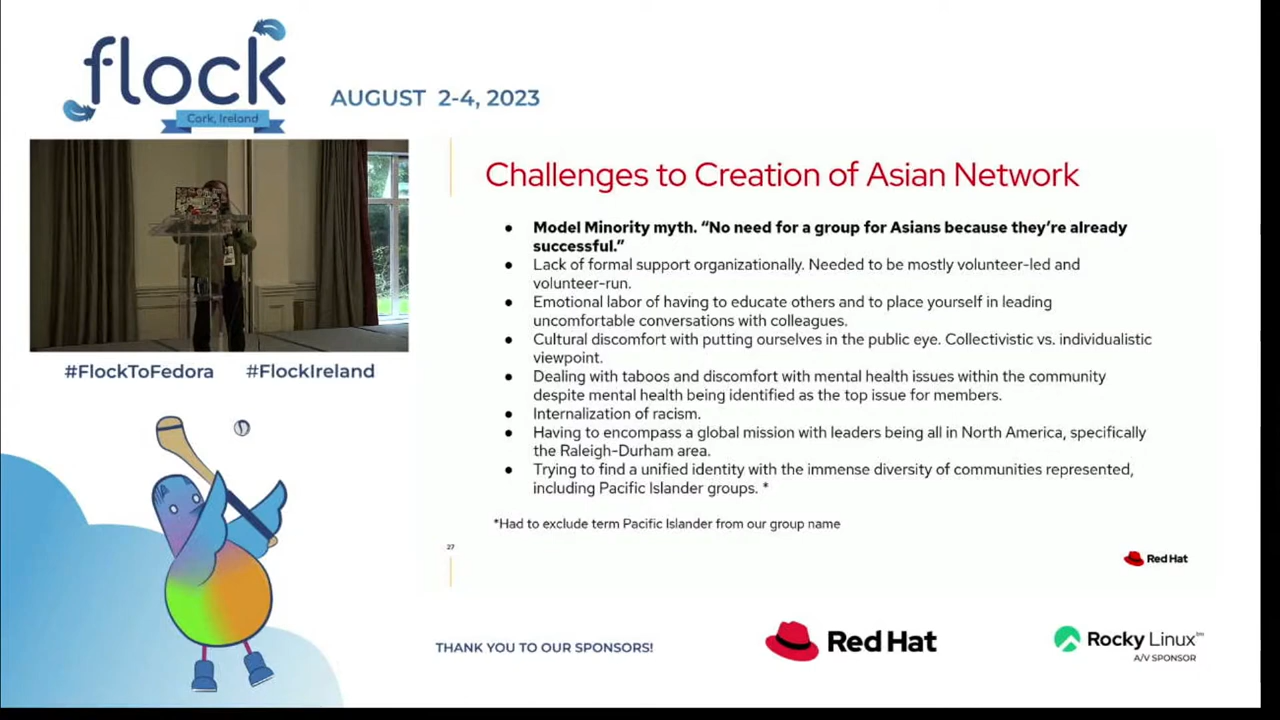 flock
Cork, Ireland
AUGUST 2-4, 2023
#FlockToFedora #FlockIreland
Challenges to Creation of Asian Network
● Model Minority myth. “No need for a group for Asians because they’re already
successful.”
● Lack of formal support organizationally. Needed to be mostly volunteer-led and
volunteer-run.
● Emotional labor of having to educate others and to place yourself in leading
uncomfortable conversations with colleagues.
● Cultural discomfort with putting ourselves in the public eye. Collectivistic vs. individualistic
viewpoint.
● Dealing with taboos and discomfort with mental health issues within the community
despite mental health being identified as the top issue for members.
● Internalization of racism.
● Having to encompass a global mission with leaders being all in North America, specifically
the Raleigh-Durham area.
● Trying to find a unified identity with the immense diversity of communities represented,
including Pacific Islander groups. *
*Had to exclude term Pacific Islander from our group name
27
Red Hat
THANK YOU TO OUR SPONSORS!
Red Hat
Rocky Linux™
A/V SPONSOR